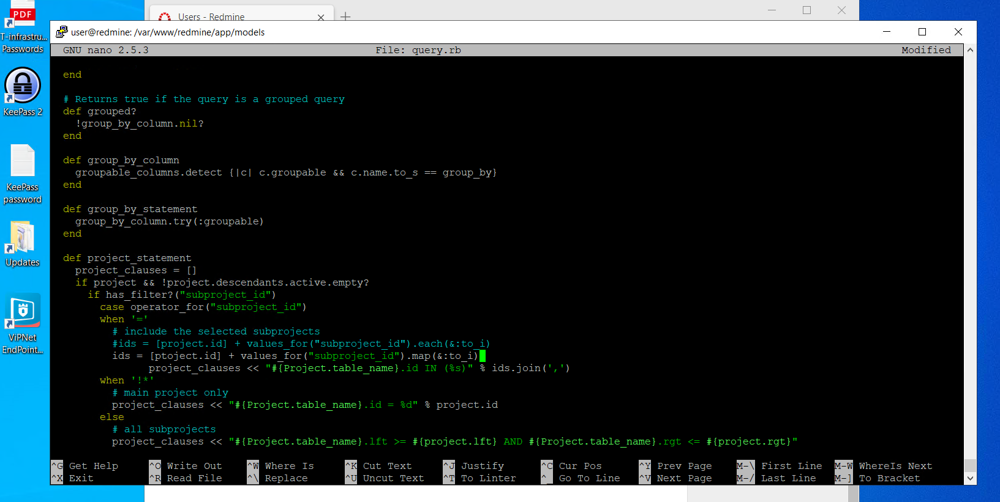 PDF
T-infrastru...
Passwords
KeePass 2
KeePass
password
Updates
ViPNet
EndPoint...
Users - Redmine
user@redmine: /var/www/redmine/app/models
GNU nano 2.5.3 File: query.rb Modified
end
# Returns true if the query is a grouped query
def grouped?
!group_by_column.nil?
end
def group_by_column
groupable_columns.detect {|c| c.groupable && c.name.to_s == group_by}
end
def group_by_statement
group_by_column.try(:groupable)
end
def project_statement
project_clauses = []
if project && !project.descendants.active.empty?
if has_filter?("subproject_id")
case operator_for("subproject_id")
when '='
# include the selected subprojects
#ids = [project.id] + values_for("subproject_id").each(&:to_i)
ids = [ptoject.id] + values_for("subproject_id").map(&:to_i)
project_clauses << "#{Project.table_name}.id IN (%s)" % ids.join(',')
when '!*'
# main project only
project_clauses << "#{Project.table_name}.id = %d" % project.id
else
# all subprojects
project_clauses << "#{Project.table_name}.lft >= #{project.lft} AND #{Project.table_name}.rgt <= #{project.rgt}"
^G Get Help ^O Write Out ^W Where Is ^K Cut Text ^J Justify ^C Cur Pos ^Y Prev Page M-\ First Line M-W WhereIs Next
^X Exit ^R Read File ^\ Replace ^U Uncut Text ^T To Linter ^_ Go To Line ^V Next Page M-/ Last Line M-] To Bracket